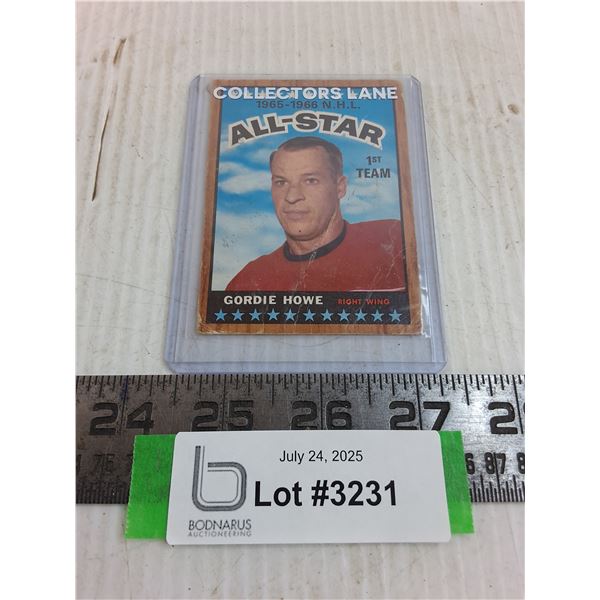 COLLECTORS LANE
1965-1966 N.H.L.
ALL-STAR
1ST
TEAM
GORDIE HOWE RIGHT WING
24 25 26 27
July 24, 2025
Lot #3231
BODNARUS
AUCTIONEERING